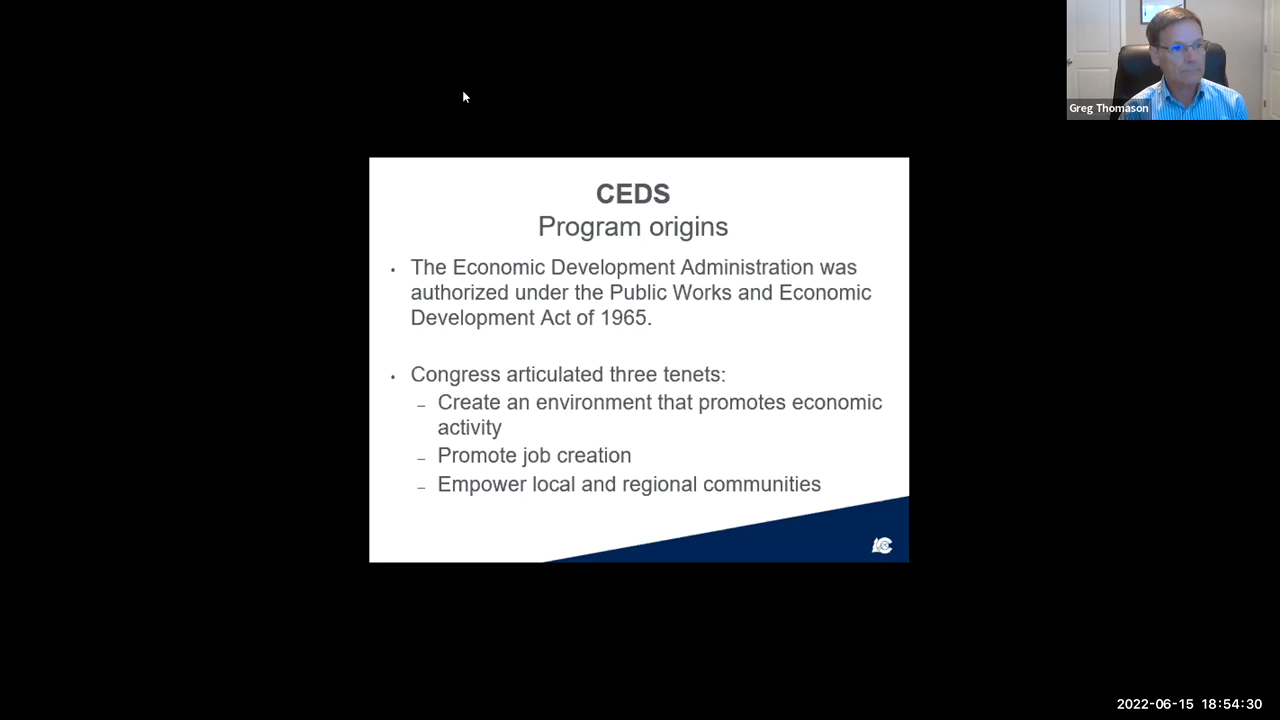 Greg Thomason
CEDS
Program origins
• The Economic Development Administration was
authorized under the Public Works and Economic
Development Act of 1965.
• Congress articulated three tenets:
– Create an environment that promotes economic
activity
– Promote job creation
– Empower local and regional communities
2022-06-15 18:54:30